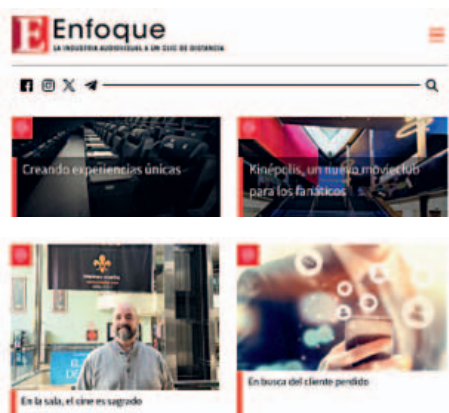 E Enfoque
LA INDUSTRIA AUDIOVISUAL A UN CLIC DE DISTANCIA
Creando experiencias únicas
Kinépolis, un nuevo movieclub
para los fanáticos
En la sala, el cine es sagrado
En busca del cliente perdido